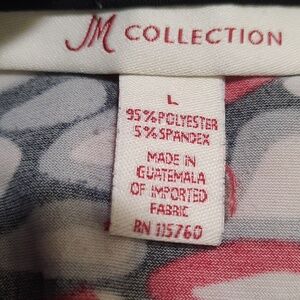 JM COLLECTION
L
95%POLYESTER
5%SPANDEX
MADE IN
GUATEMALA
OF IMPORTED
FABRIC
RN 115760